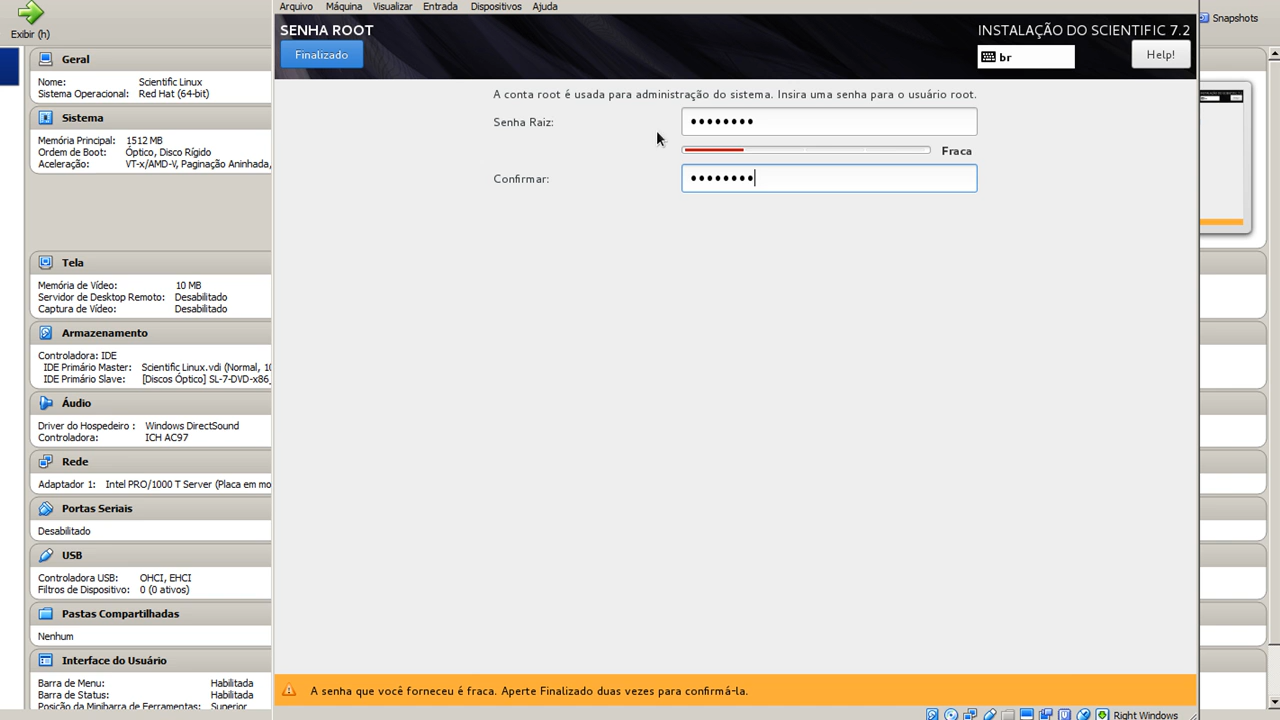 Arquivo Máquina Visualizar Entrada Dispositivos Ajuda
Exibir (h)
Snapshots
SENHA ROOT
INSTALAÇÃO DO SCIENTIFIC 7.2
Finalizado
br
Help!
A conta root é usada para administração do sistema. Insira uma senha para o usuário root.
Senha Raiz:
••••••••
Fraca
Confirmar:
••••••••
A senha que você forneceu é fraca. Aperte Finalizado duas vezes para confirmá-la.
Geral
Nome: Scientific Linux
Sistema Operacional: Red Hat (64-bit)
Sistema
Memória Principal: 1512 MB
Ordem de Boot: Óptico, Disco Rígido
Aceleração: VT-x/AMD-V, Paginação Aninhada,
Tela
Memória de Vídeo: 10 MB
Servidor de Desktop Remoto: Desabilitado
Captura de Vídeo: Desabilitado
Armazenamento
Controladora: IDE
IDE Primário Master: Scientific Linux.vdi (Normal, 10
IDE Primário Slave: [Discos Óptico] SL-7-DVD-x86_
Áudio
Driver do Hospedeiro : Windows DirectSound
Controladora: ICH AC97
Rede
Adaptador 1: Intel PRO/1000 T Server (Placa em mo
Portas Seriais
Desabilitado
USB
Controladora USB: OHCI, EHCI
Filtros de Dispositivo: 0 (0 ativos)
Pastas Compartilhadas
Nenhum
Interface do Usuário
Barra de Menu: Habilitada
Barra de Status: Habilitada
Posição da Minibarra de Ferramentas: Superior
Right Windows